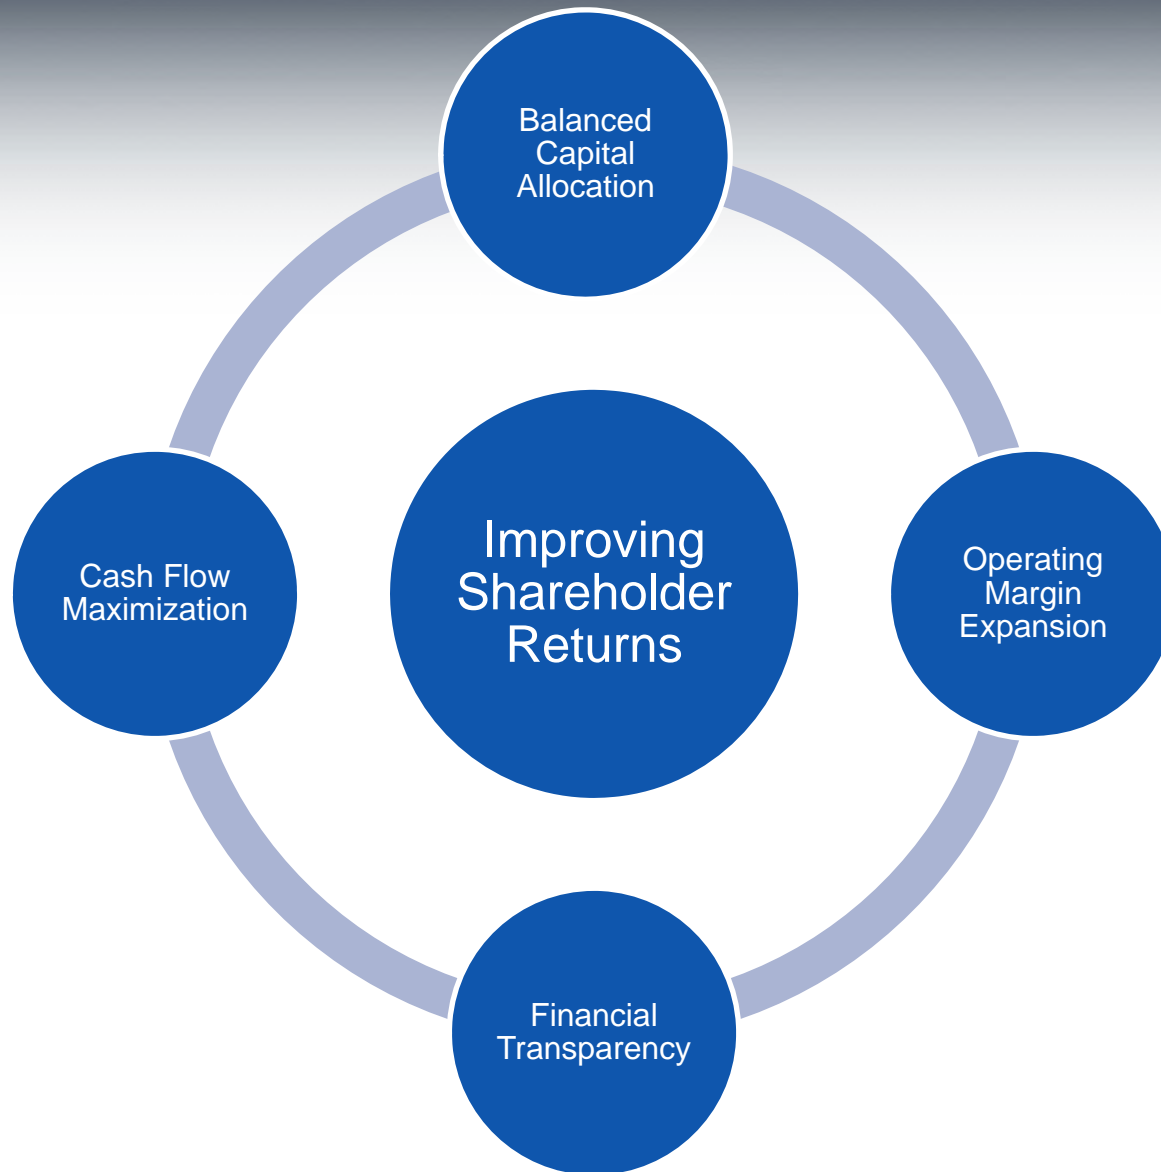 Balanced
Capital
Allocation
Improving
Shareholder
Returns
Cash Flow
Maximization
Operating
Margin
Expansion
Financial
Transparency